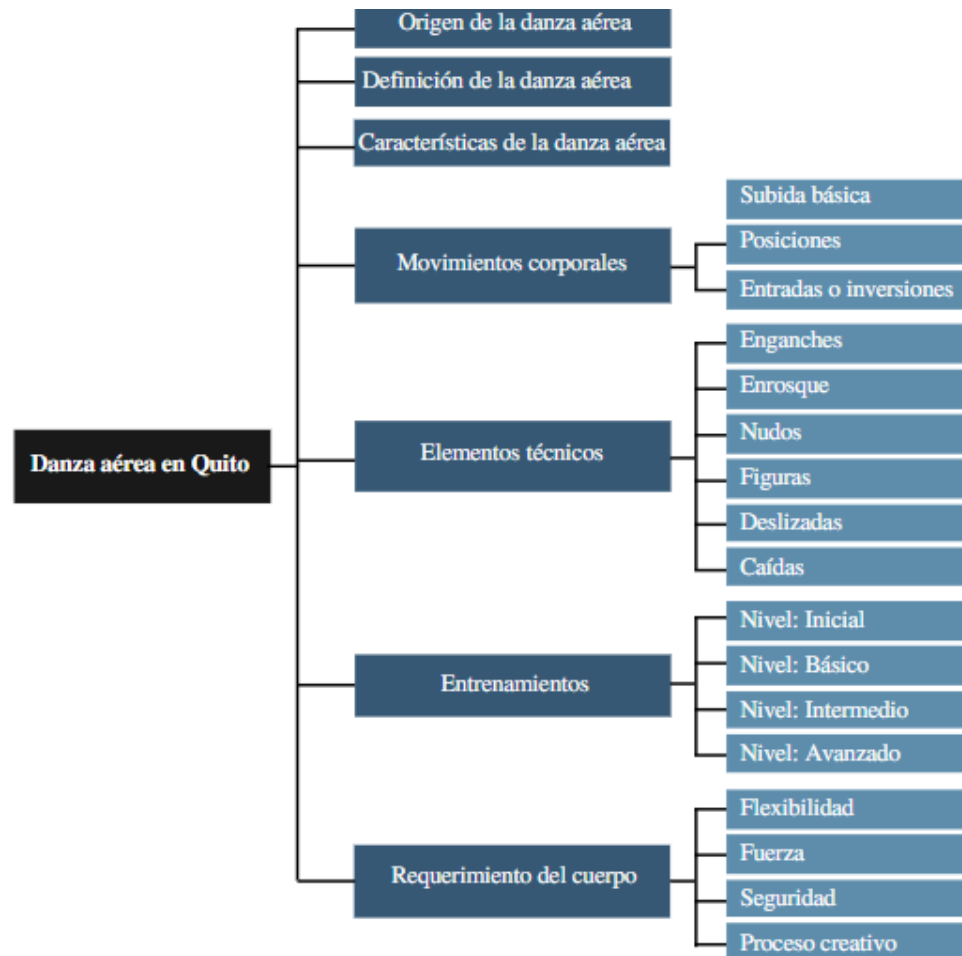 Origen de la danza aérea
Definición de la danza aérea
Características de la danza aérea
Movimientos corporales
Subida básica
Posiciones
Entradas o inversiones
Danza aérea en Quito
Elementos técnicos
Enganches
Enrosque
Nudos
Figuras
Deslizadas
Caídas
Entrenamientos
Nivel: Inicial
Nivel: Básico
Nivel: Intermedio
Nivel: Avanzado
Requerimiento del cuerpo
Flexibilidad
Fuerza
Seguridad
Proceso creativo